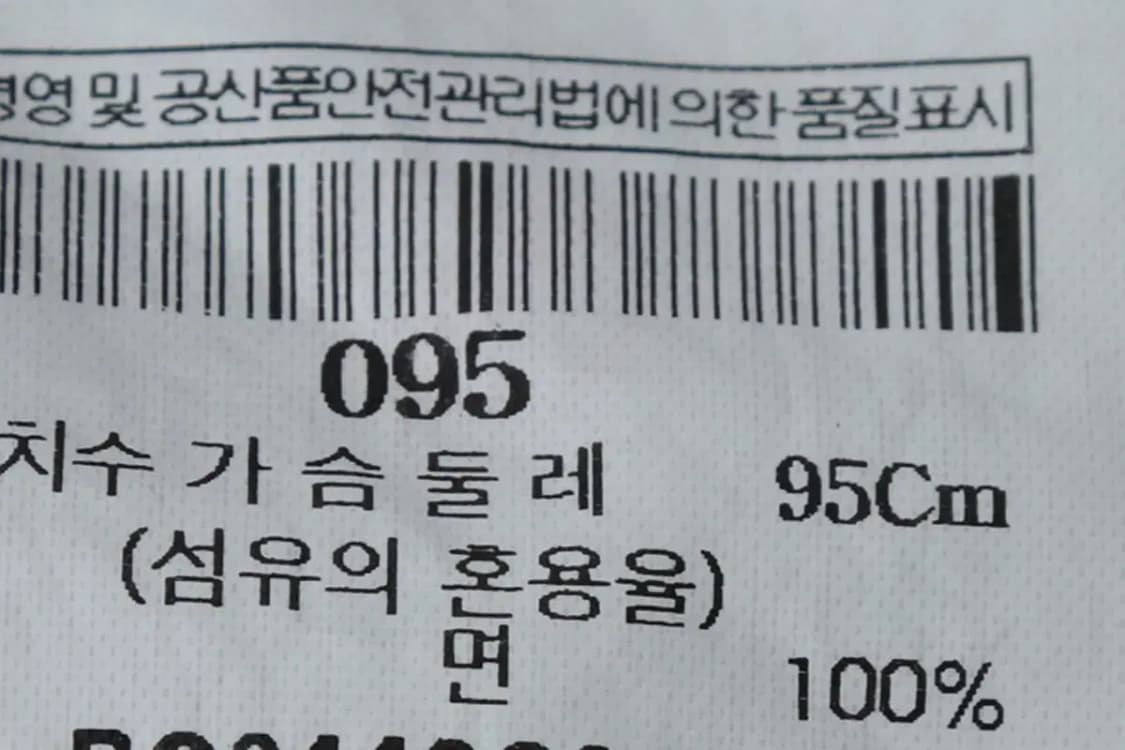 영 및 공산품안전관리법에 의한 품질표시
095
치수 가 슴 둘 레 95Cm
(섬유의 혼용율)
면 100%